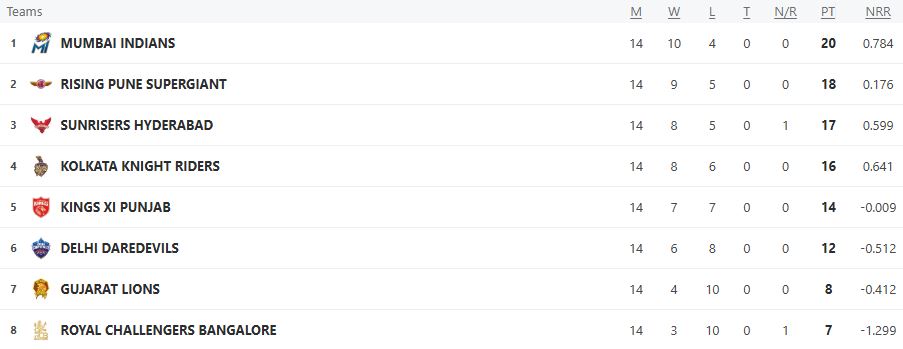 Teams M W L T N/R PT NRR
1 MUMBAI INDIANS 14 10 4 0 0 20 0.784
2 RISING PUNE SUPERGIANT 14 9 5 0 0 18 0.176
3 SUNRISERS HYDERABAD 14 8 5 0 1 17 0.599
4 KOLKATA KNIGHT RIDERS 14 8 6 0 0 16 0.641
5 KINGS XI PUNJAB 14 7 7 0 0 14 -0.009
6 DELHI DAREDEVILS 14 6 8 0 0 12 -0.512
7 GUJARAT LIONS 14 4 10 0 0 8 -0.412
8 ROYAL CHALLENGERS BANGALORE 14 3 10 0 1 7 -1.299